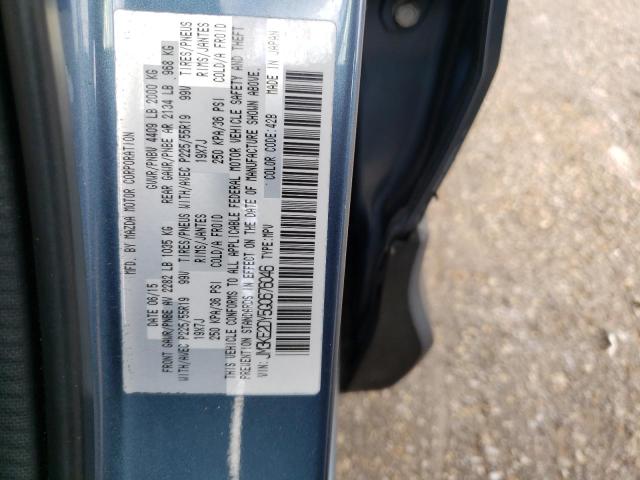 MFD. BY MAZDA MOTOR CORPORATION
DATE 06/15 GVWR/PNBV 4409 LB 2000 KG
FRONT GAWR/PNBE AV 2282 LB 1035 KG REAR GAWR/PNBE AR 2134 LB 968 KG
WITH/AVEC P225/55R19 99V TIRES/PNEUS WITH/AVEC P225/55R19 99V TIRES/PNEUS
19X7J RIMS/JANTES 19X7J RIMS/JANTES
250 KPA/36 PSI COLD/A FROID 250 KPA/36 PSI COLD/A FROID
THIS VEHICLE CONFORMS TO ALL APPLICABLE FEDERAL MOTOR VEHICLE SAFETY AND THEFT
PREVENTION STANDARDS IN EFFECT ON THE DATE OF MANUFACTURE SHOWN ABOVE.
VIN: JM3KE2DY5G0676046 TYPE:MPV COLOR CODE:42B MADE IN JAPAN